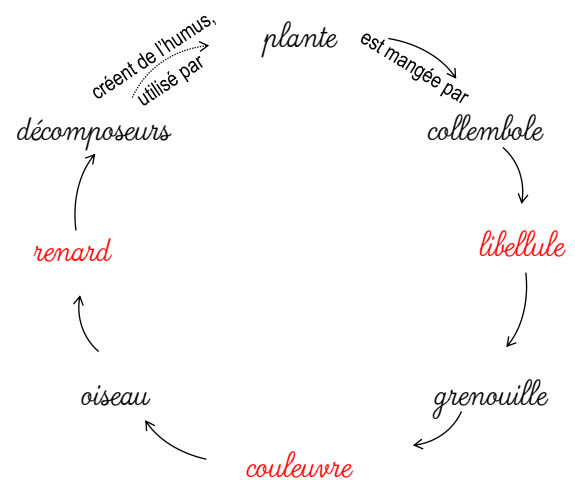 créent de l'humus,
utilisé par
plante
est mangée par
collembole
libellule
grenouille
couleuvre
oiseau
renard
décomposeurs